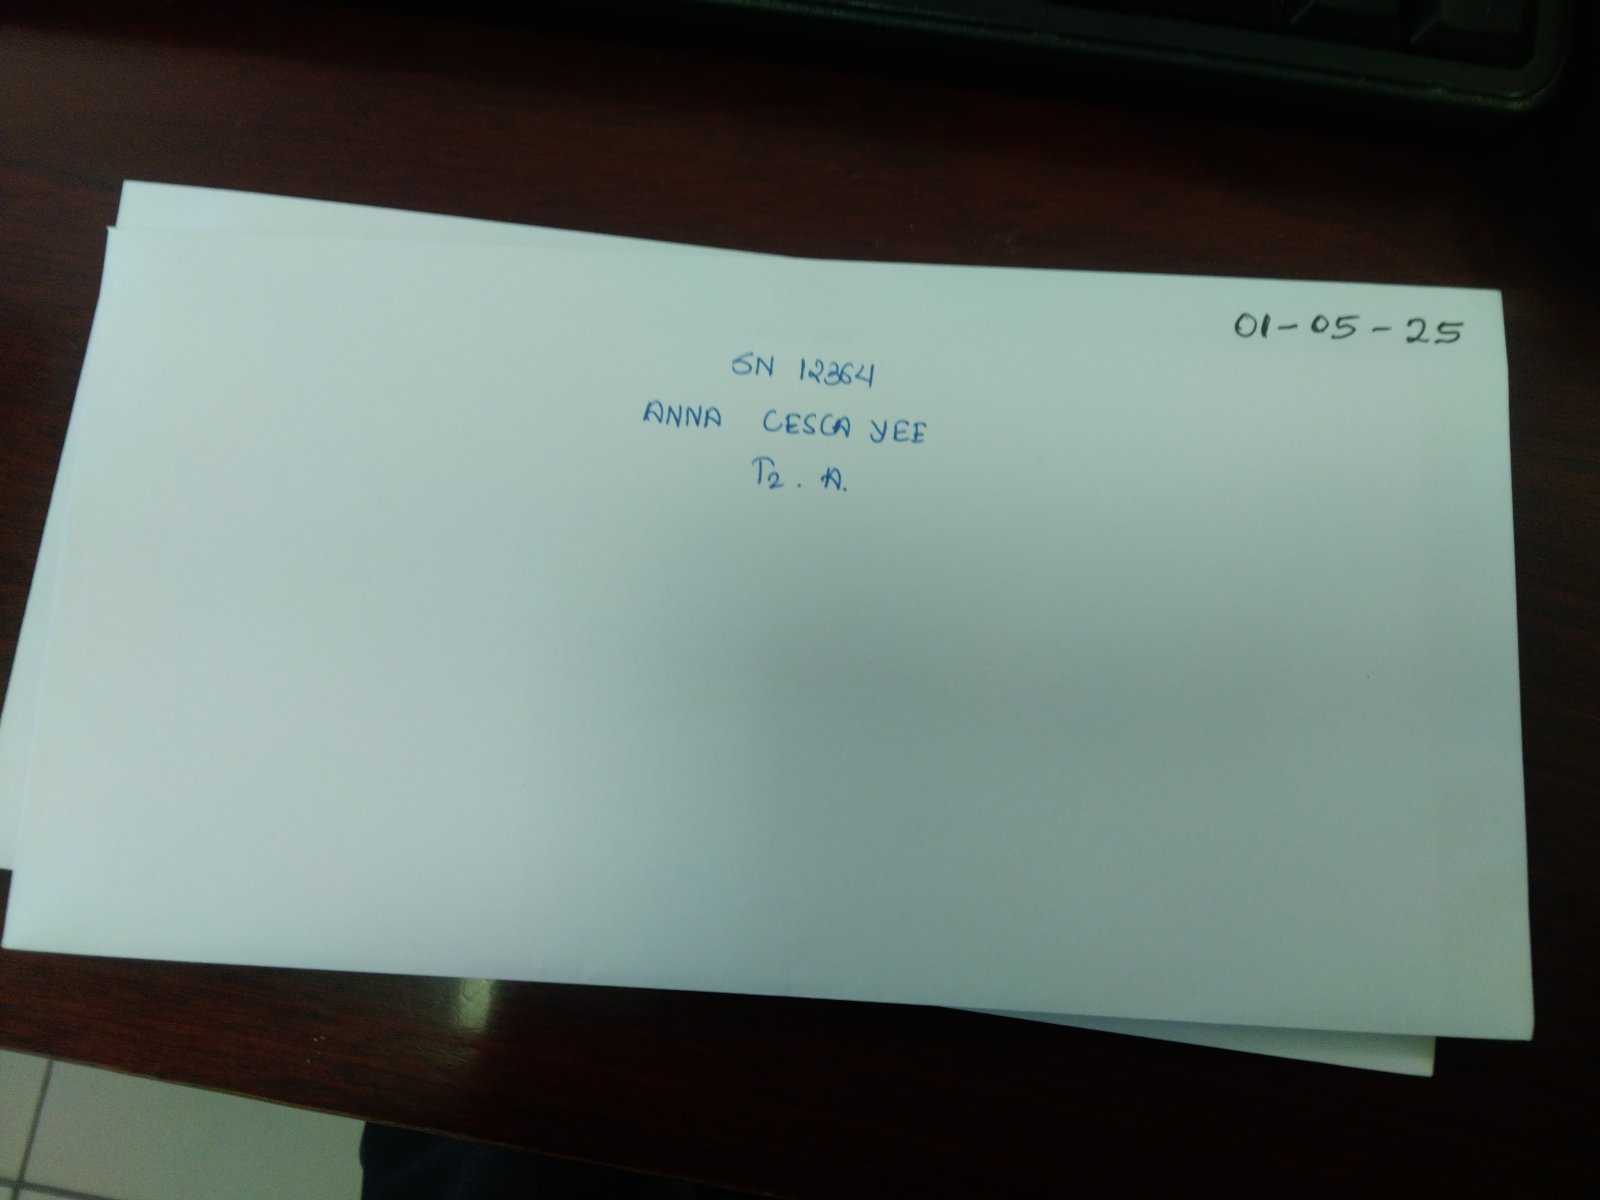 01-05-25
SN 12364
ANNA CESCA YEE
T2. A.